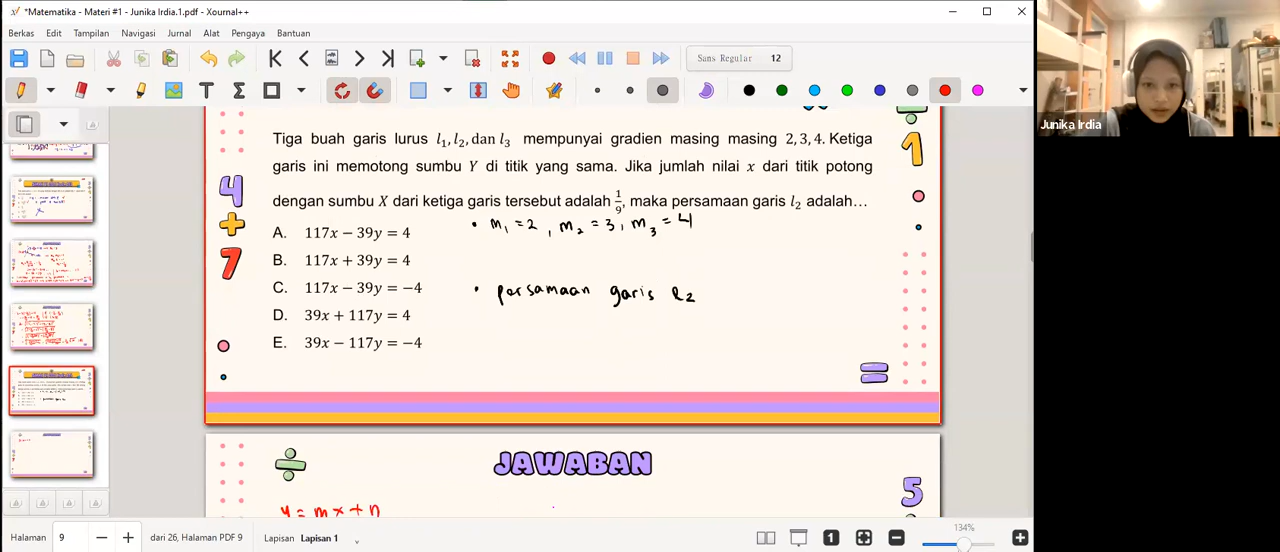 *Matematika - Materi #1 - Junika Irdia.1.pdf - Xournal++
Berkas Edit Tampilan Navigasi Jurnal Alat Pengaya Bantuan
Sans Regular 12
Junika Irdia
Tiga buah garis lurus l₁, l₂, dan l₃ mempunyai gradien masing masing 2, 3, 4. Ketiga
garis ini memotong sumbu Y di titik yang sama. Jika jumlah nilai x dari titik potong
dengan sumbu X dari ketiga garis tersebut adalah 1/9, maka persamaan garis l₂ adalah…
• m₁ = 2, m₂ = 3, m₃ = 4
A. 117x − 39y = 4
B. 117x + 39y = 4
C. 117x − 39y = −4
D. 39x + 117y = 4
E. 39x − 117y = −4
• persamaan garis l₂
4
+
7
1
=
÷
JAWABAN
5
y = mx + n
Halaman 9 dari 26, Halaman PDF 9 Lapisan Lapisan 1
134%